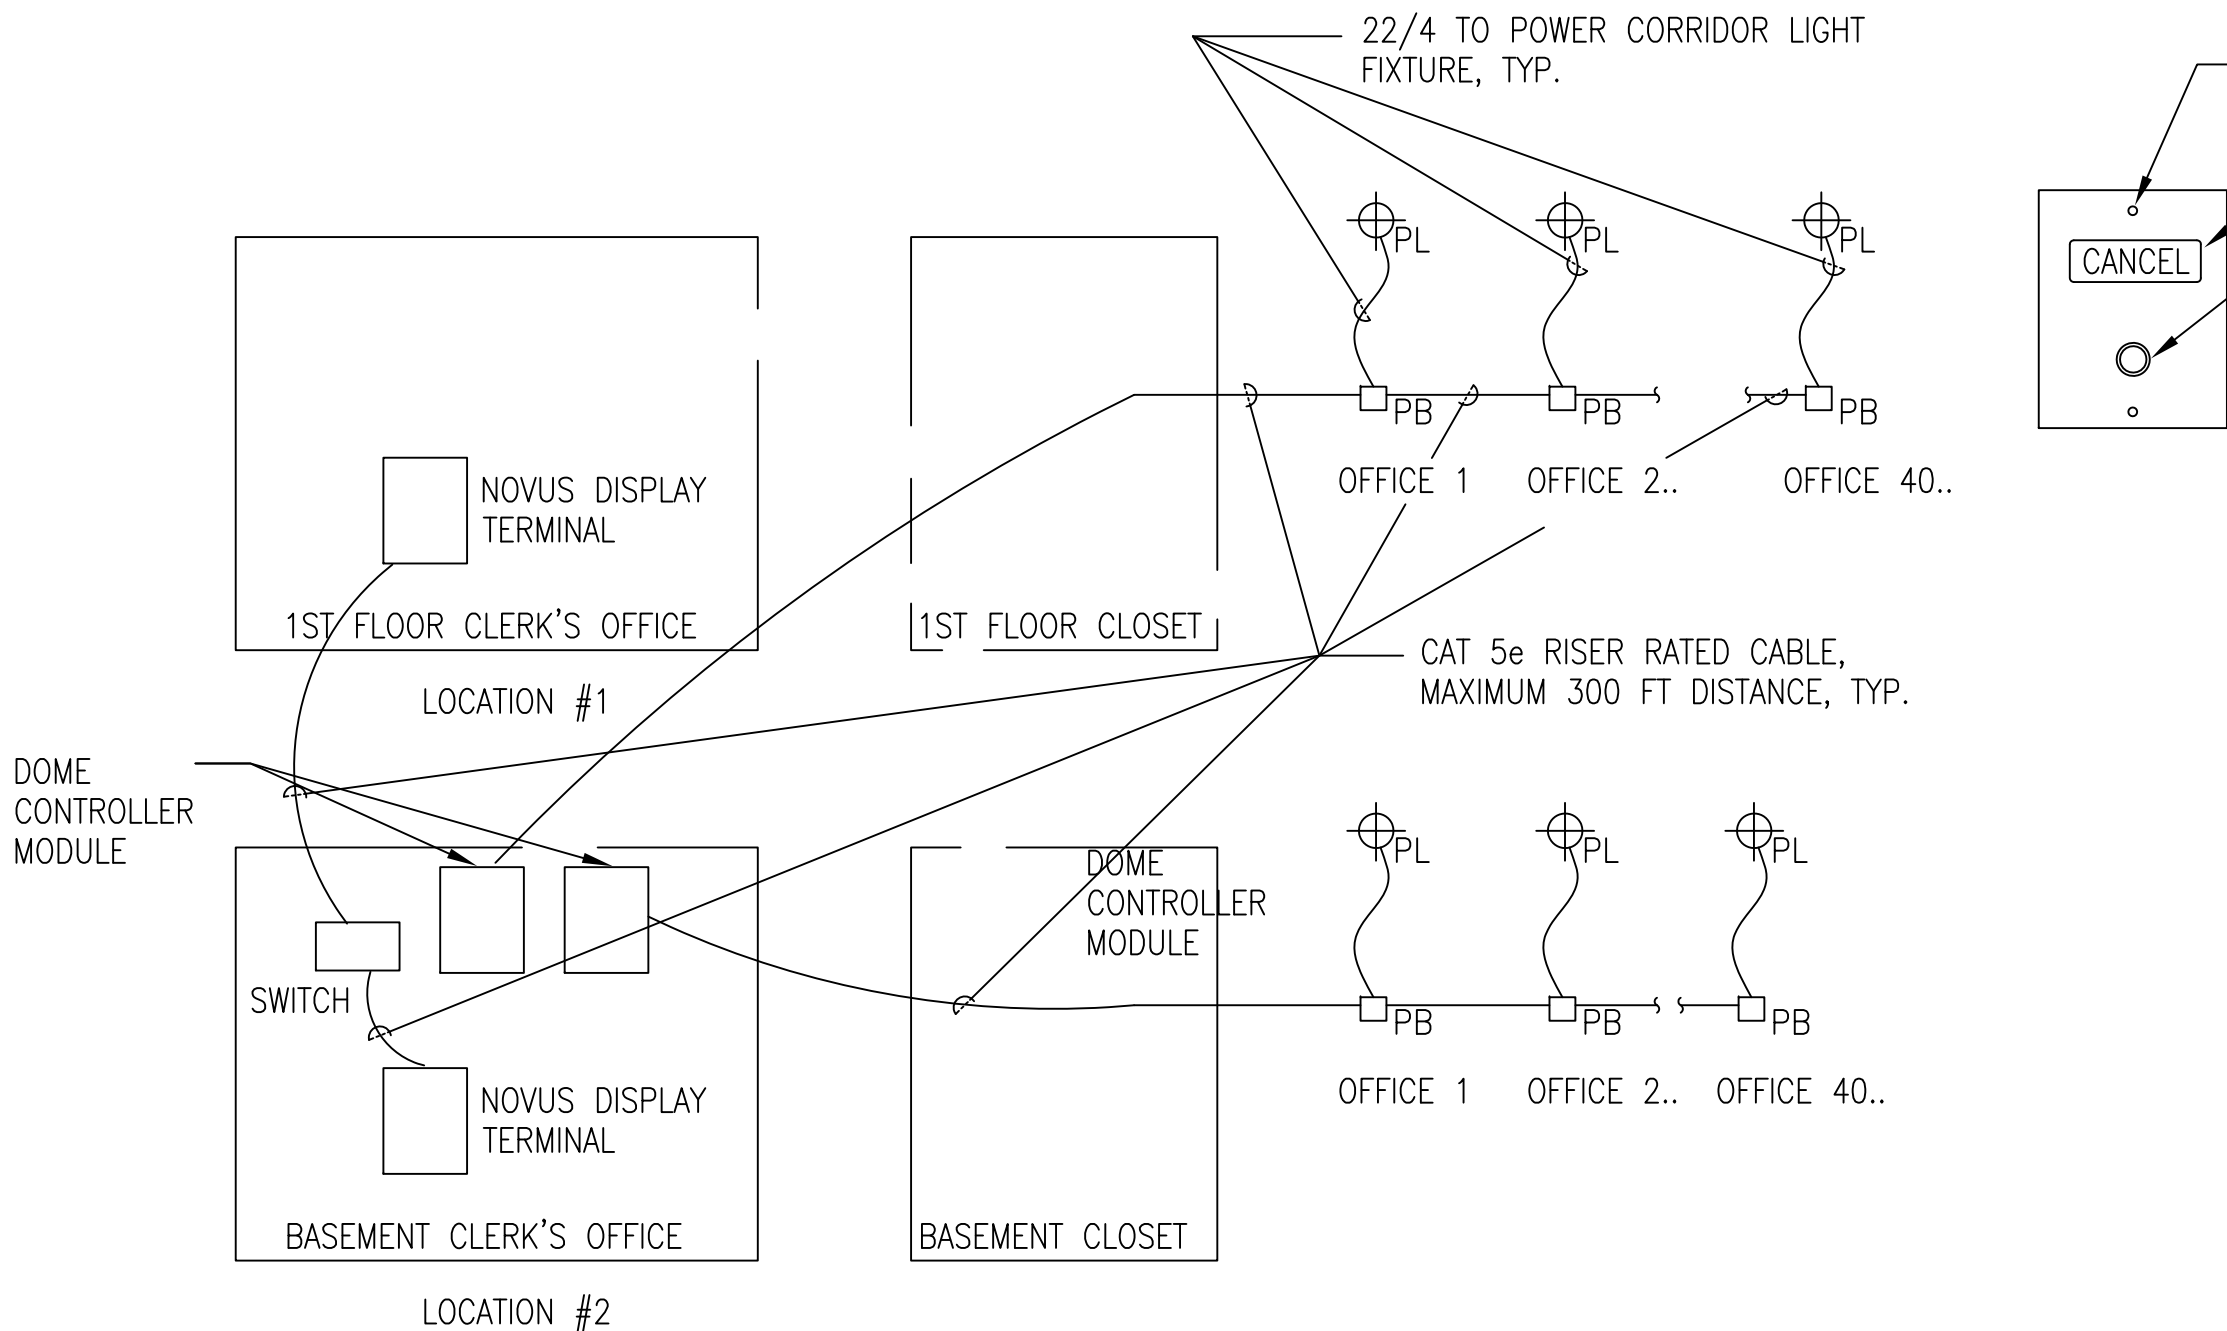 22/4 TO POWER CORRIDOR LIGHT
FIXTURE, TYP.
PL
PL
PL
CANCEL
PB
PB
PB
OFFICE 1
OFFICE 2..
OFFICE 40..
NOVUS DISPLAY
TERMINAL
1ST FLOOR CLERK'S OFFICE
1ST FLOOR CLOSET
LOCATION #1
CAT 5e RISER RATED CABLE,
MAXIMUM 300 FT DISTANCE, TYP.
DOME
CONTROLLER
MODULE
DOME
CONTROLLER
MODULE
PL
PL
PL
SWITCH
PB
PB
PB
OFFICE 1
OFFICE 2..
OFFICE 40..
NOVUS DISPLAY
TERMINAL
BASEMENT CLERK'S OFFICE
BASEMENT CLOSET
LOCATION #2